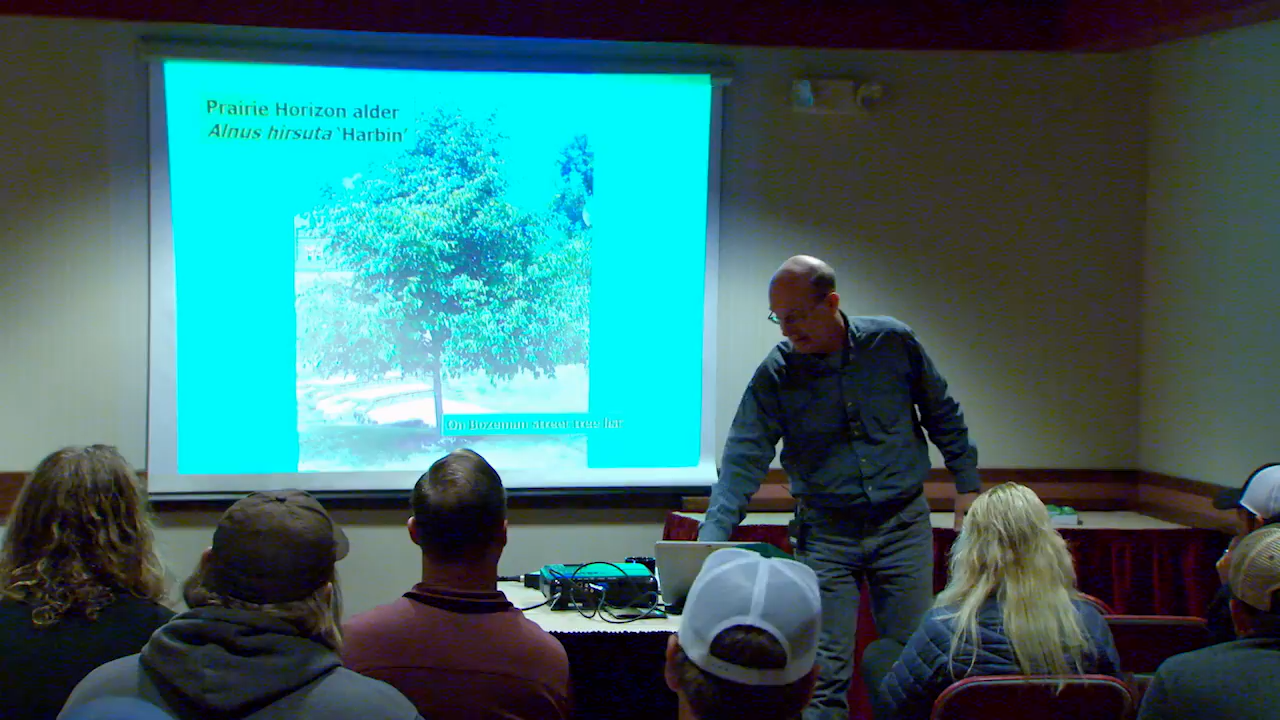 Prairie Horizon alder
Alnus hirsuta 'Harbin'
On Bozeman street tree list